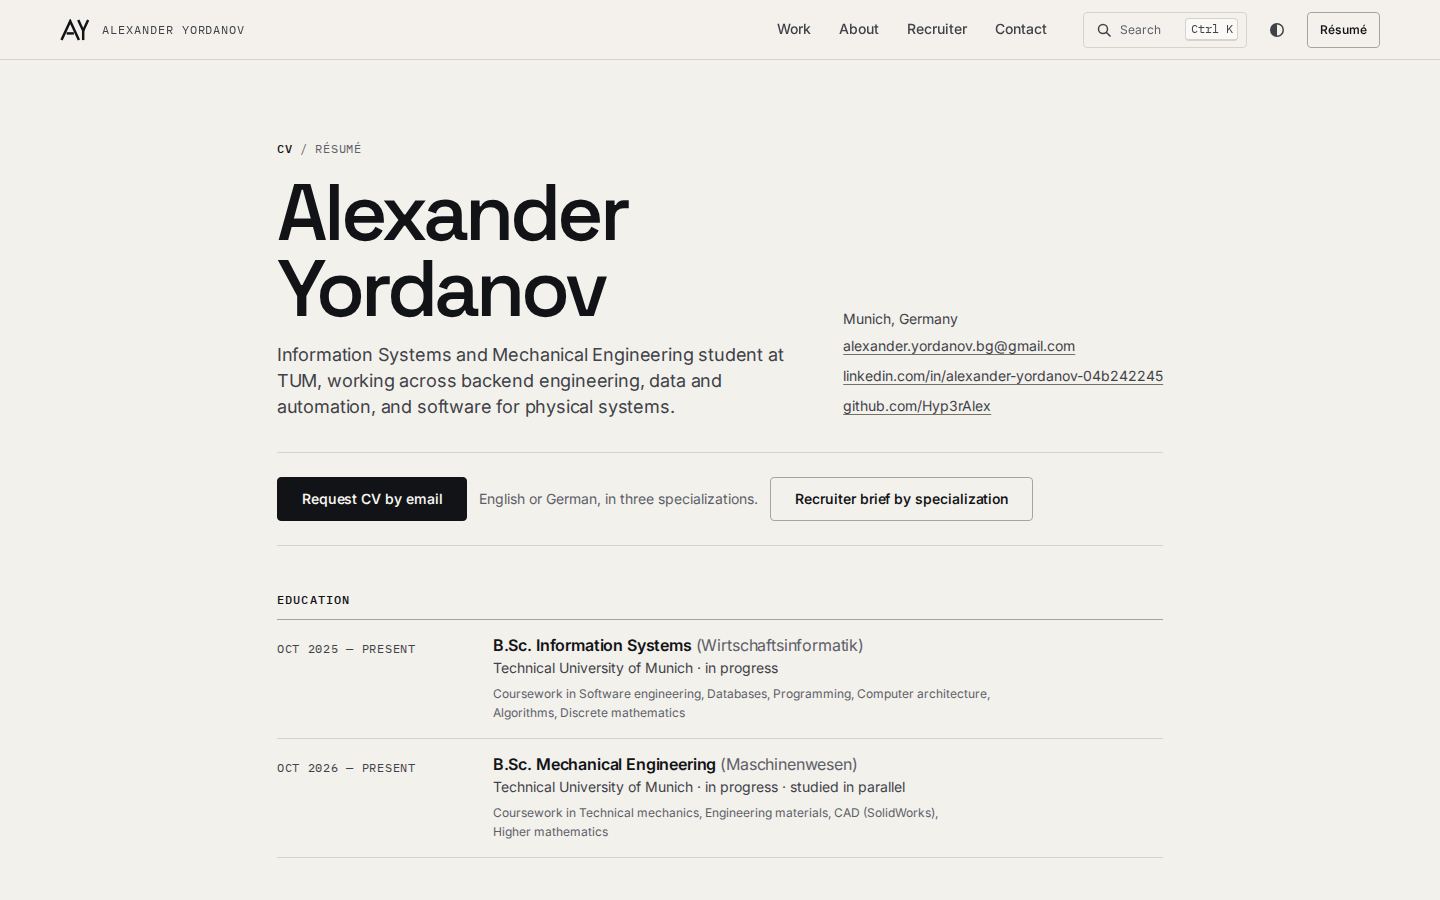 AY ALEXANDER YORDANOV Work About Recruiter Contact Search Ctrl K Résumé
CV / RÉSUMÉ
Alexander
Yordanov
Information Systems and Mechanical Engineering student at
TUM, working across backend engineering, data and
automation, and software for physical systems.
Munich, Germany
alexander.yordanov.bg@gmail.com
linkedin.com/in/alexander-yordanov-04b242245
github.com/Hyp3rAlex
Request CV by email English or German, in three specializations. Recruiter brief by specialization
EDUCATION
OCT 2025 — PRESENT
B.Sc. Information Systems (Wirtschaftsinformatik)
Technical University of Munich · in progress
Coursework in Software engineering, Databases, Programming, Computer architecture,
Algorithms, Discrete mathematics
OCT 2026 — PRESENT
B.Sc. Mechanical Engineering (Maschinenwesen)
Technical University of Munich · in progress · studied in parallel
Coursework in Technical mechanics, Engineering materials, CAD (SolidWorks),
Higher mathematics